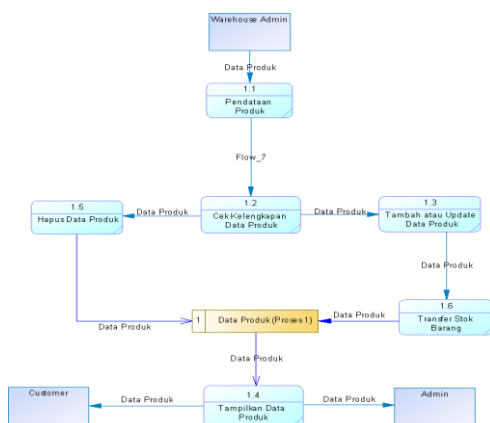 Warehouse Admin
Data Produk
1.1
Pendataan
Produk
Flow_7
1.5
Hapus Data Produk
Data Produk
1.2
Cek Kelengkapan
Data Produk
Data Produk
1.3
Tambah atau Update
Data Produk
Data Produk
1.6
Transfer Stok
Barang
Data Produk
1
Data Produk (Proses 1)
Data Produk
Data Produk
Customer
Data Produk
1.4
Tampilkan Data
Produk
Data Produk
Admin